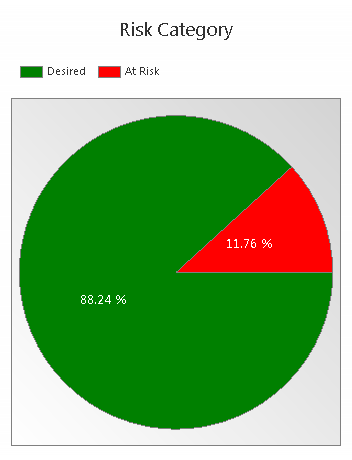 Risk Category
Desired At Risk
11.76 %
88.24 %